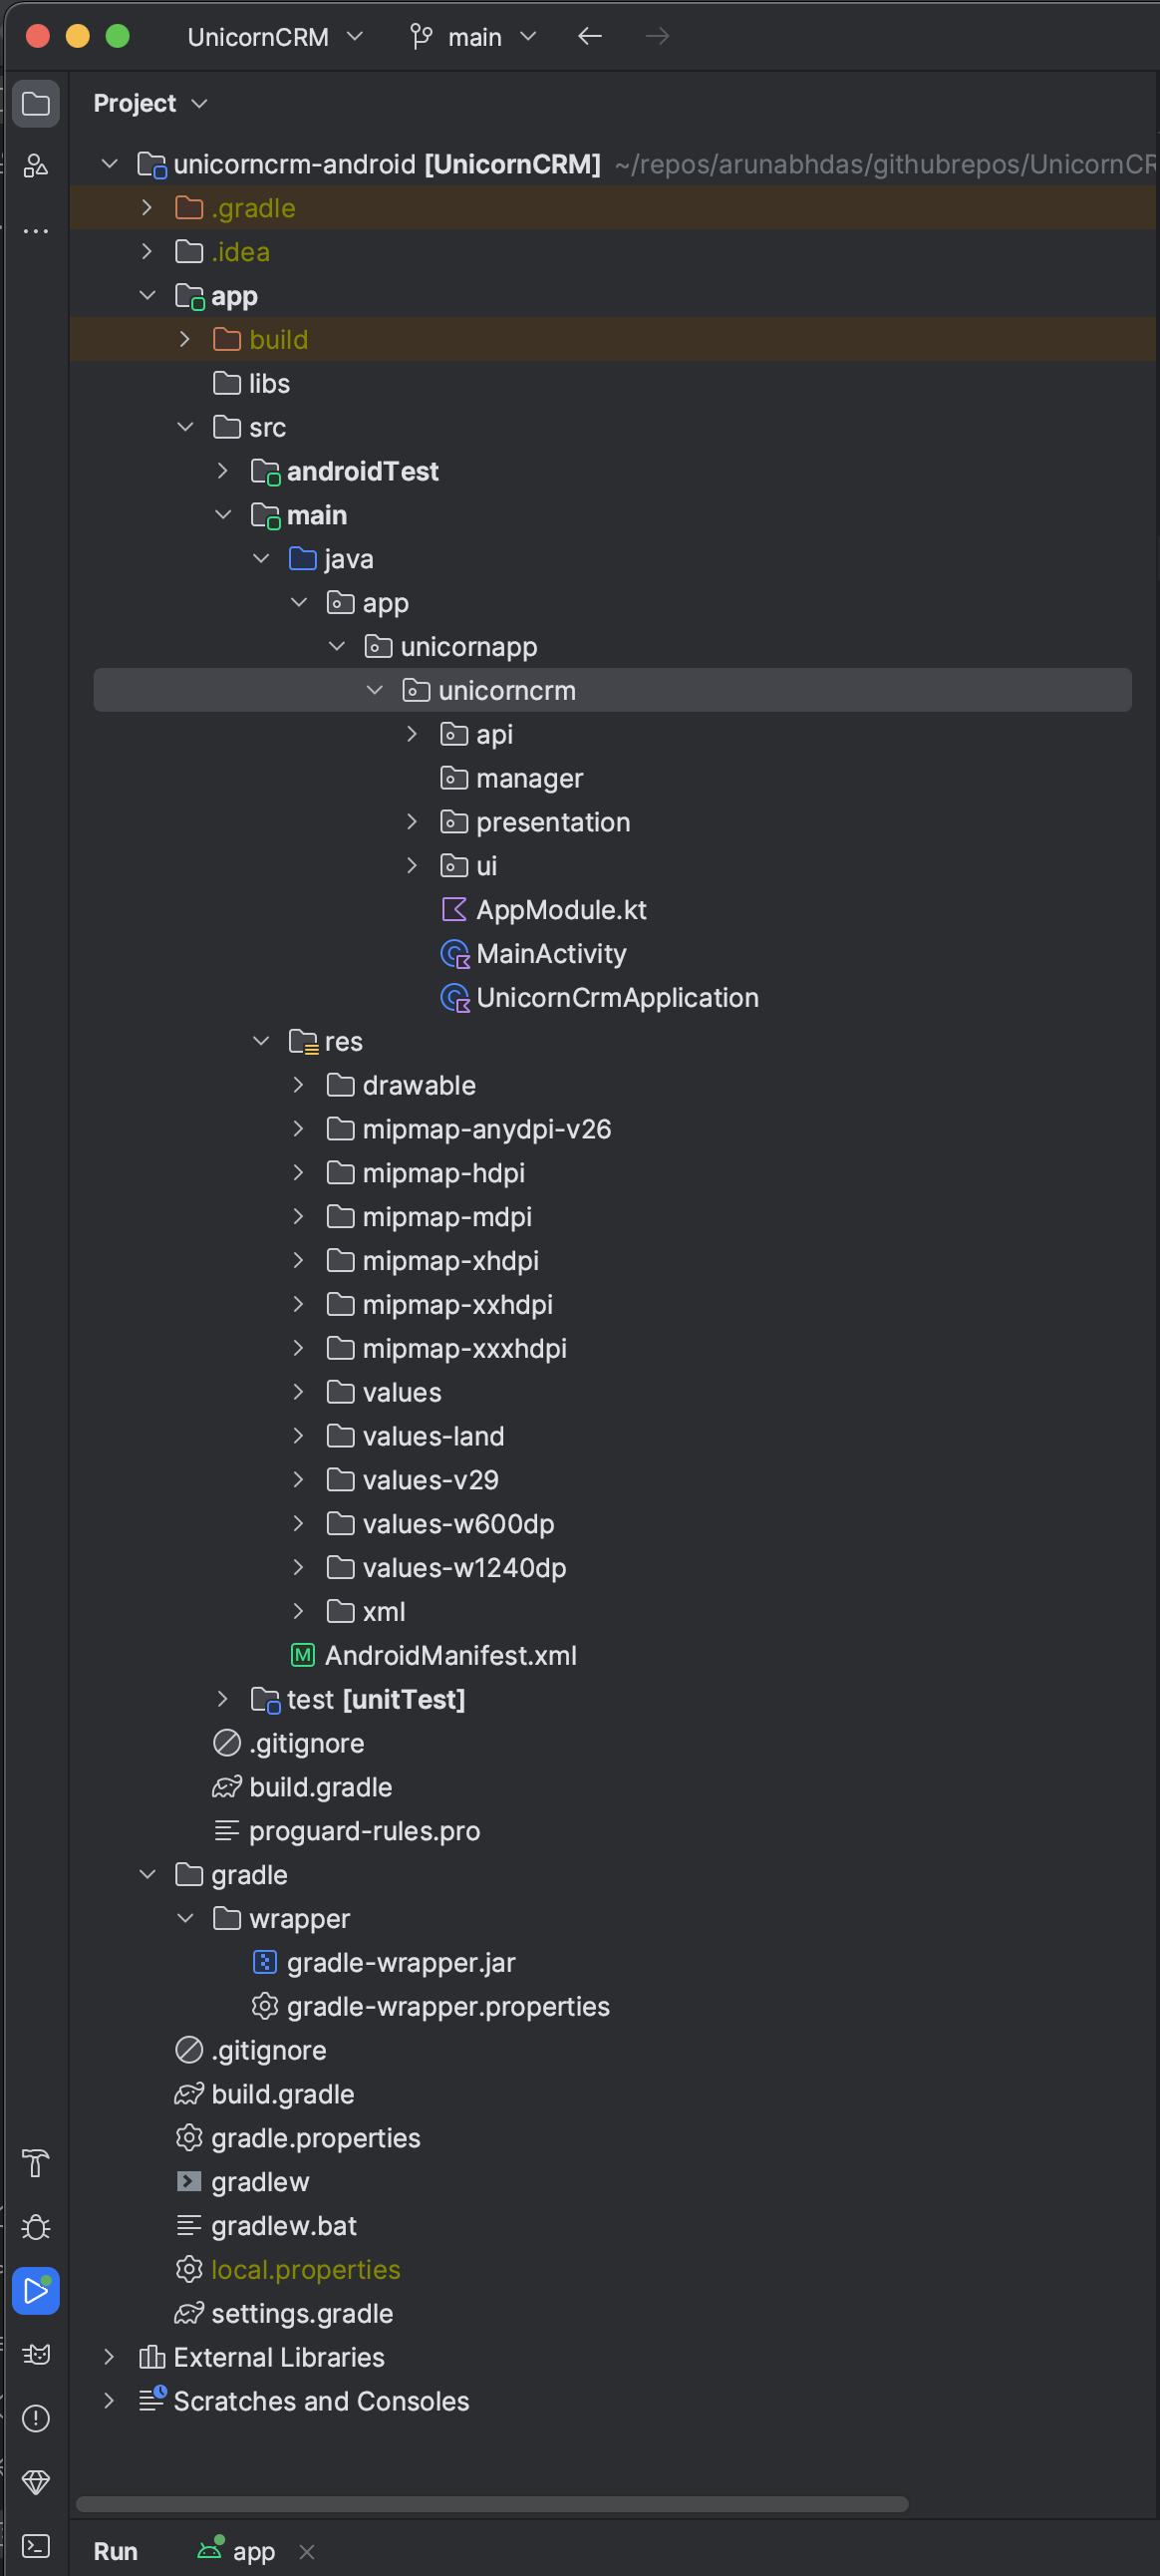 UnicornCRM main
Project
unicorncrm-android [UnicornCRM] ~/repos/arunabhdas/githubrepos/UnicornCR
.gradle
.idea
app
build
libs
src
androidTest
main
java
app
unicornapp
unicorncrm
api
manager
presentation
ui
AppModule.kt
MainActivity
UnicornCrmApplication
res
drawable
mipmap-anydpi-v26
mipmap-hdpi
mipmap-mdpi
mipmap-xhdpi
mipmap-xxhdpi
mipmap-xxxhdpi
values
values-land
values-v29
values-w600dp
values-w1240dp
xml
AndroidManifest.xml
test [unitTest]
.gitignore
build.gradle
proguard-rules.pro
gradle
wrapper
gradle-wrapper.jar
gradle-wrapper.properties
.gitignore
build.gradle
gradle.properties
gradlew
gradlew.bat
local.properties
settings.gradle
External Libraries
Scratches and Consoles
Run app